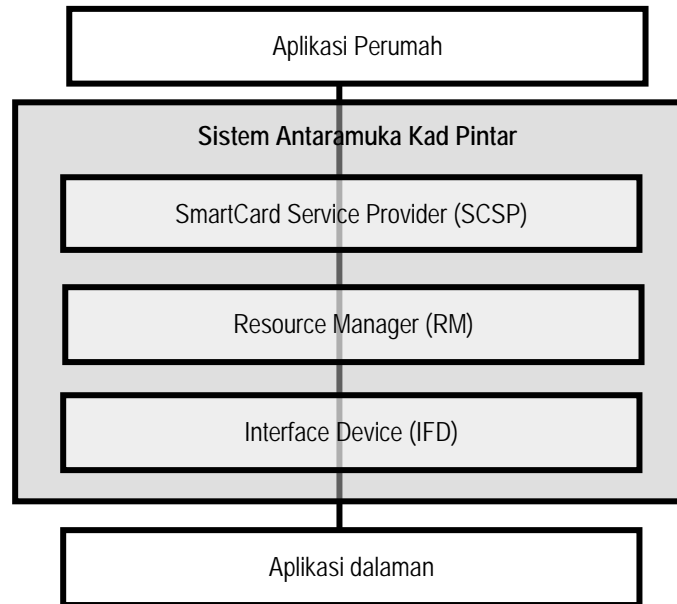 Aplikasi Perumah
Sistem Antaramuka Kad Pintar
SmartCard Service Provider (SCSP)
Resource Manager (RM)
Interface Device (IFD)
Aplikasi dalaman